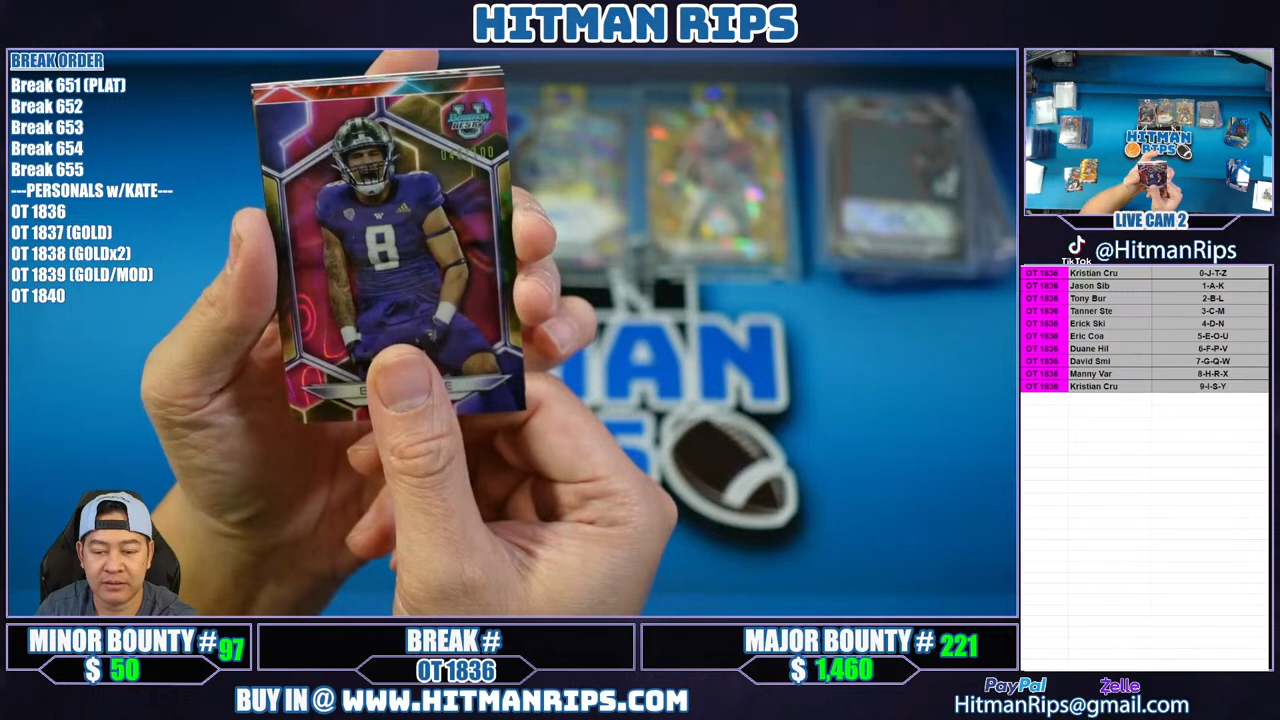 HITMAN RIPS
BREAK ORDER
Break 651 (PLAT)
Break 652
Break 653
Break 654
Break 655
---PERSONALS w/KATE---
OT 1836
OT 1837 (GOLD)
OT 1838 (GOLDx2)
OT 1839 (GOLD/MOD)
OT 1840
8
HITMAN
LIVE CAM 2
TikTok @HitmanRips
OT 1836 Kristian Cru 0-J-T-Z
OT 1836 Jason Sib 1-A-K
OT 1836 Tony Bur 2-B-L
OT 1836 Tanner Ste 3-C-M
OT 1836 Erick Ski 4-D-N
OT 1836 Eric Coa 5-E-O-U
OT 1836 Duane Hil 6-F-P-V
OT 1836 David Smi 7-G-Q-W
OT 1836 Manny Var 8-H-R-X
OT 1836 Kristian Cru 9-I-S-Y
MINOR BOUNTY # 97
$ 50
BREAK #
OT 1836
MAJOR BOUNTY # 221
$ 1,460
BUY IN @ WWW.HITMANRIPS.COM
PayPal Zelle
HitmanRips@gmail.com